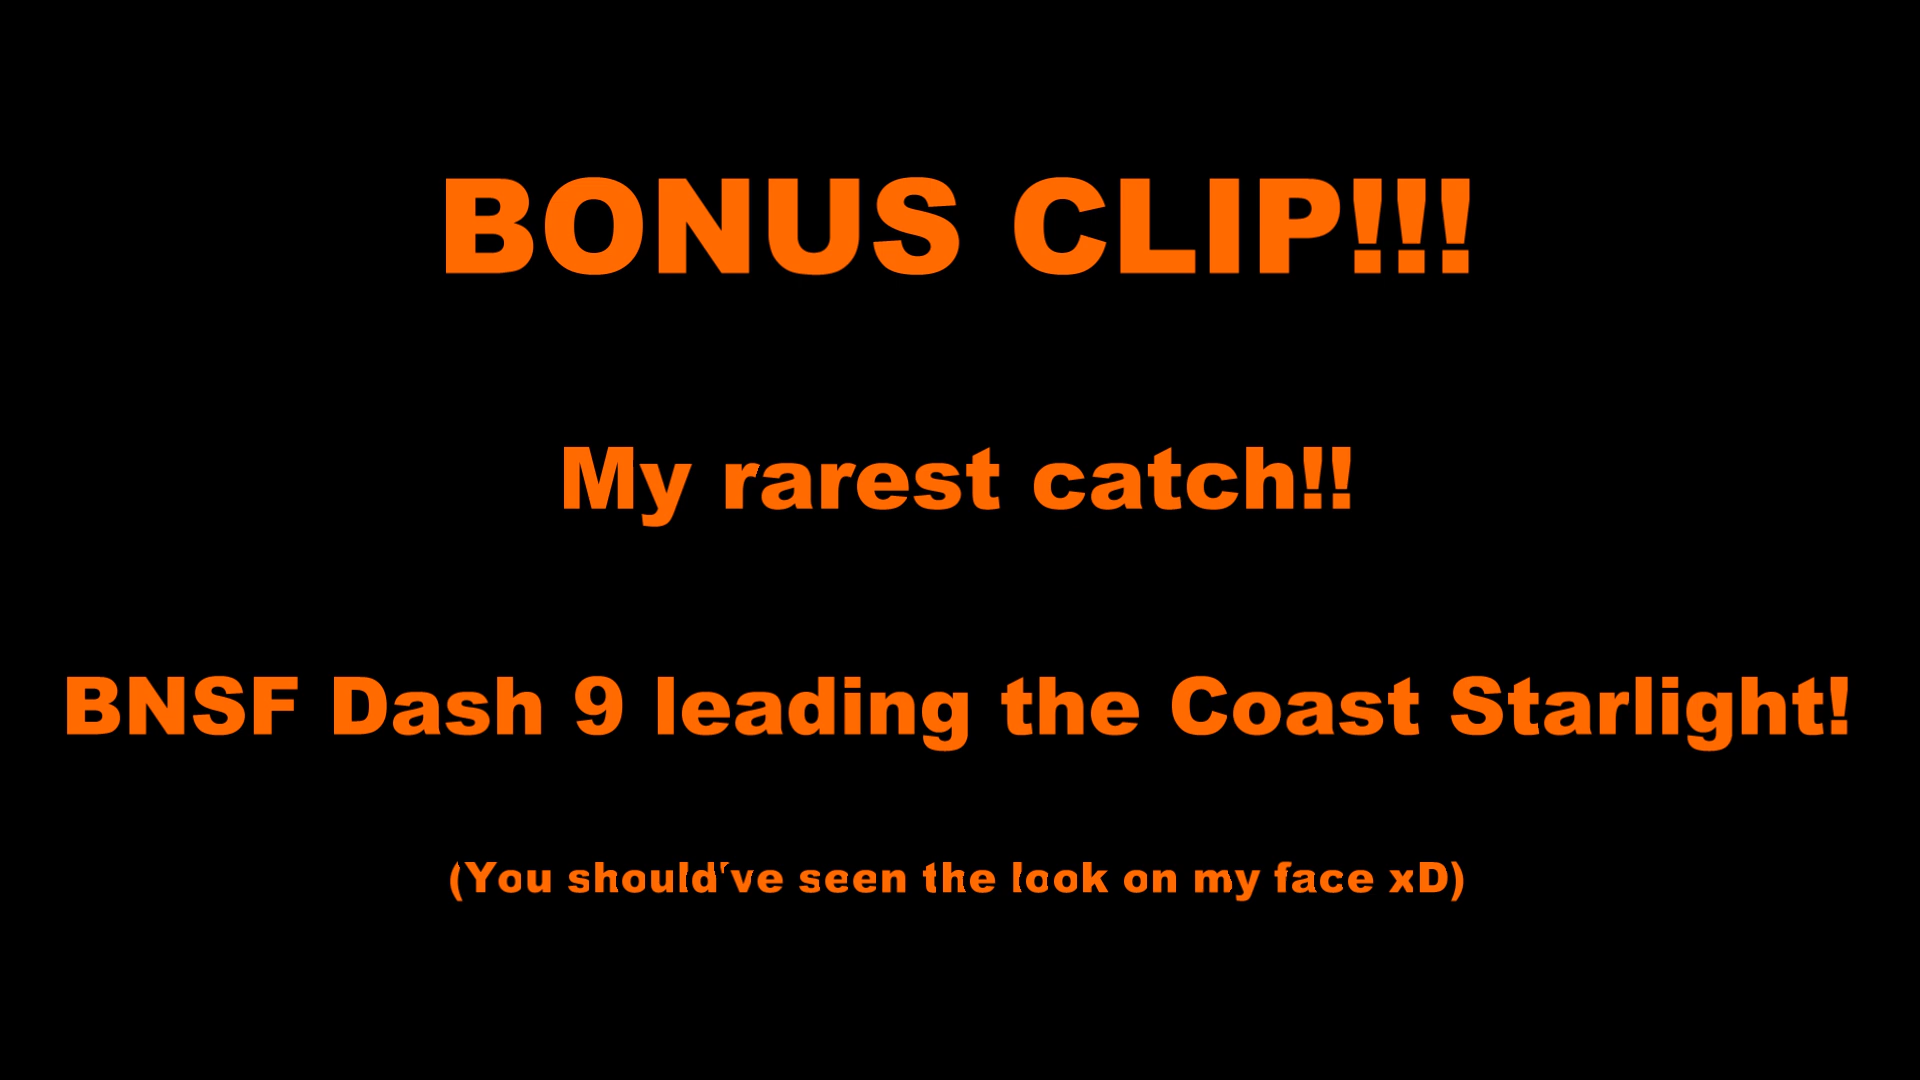 BONUS CLIP!!!
My rarest catch!!
BNSF Dash 9 leading the Coast Starlight!
(You should've seen the look on my face xD)